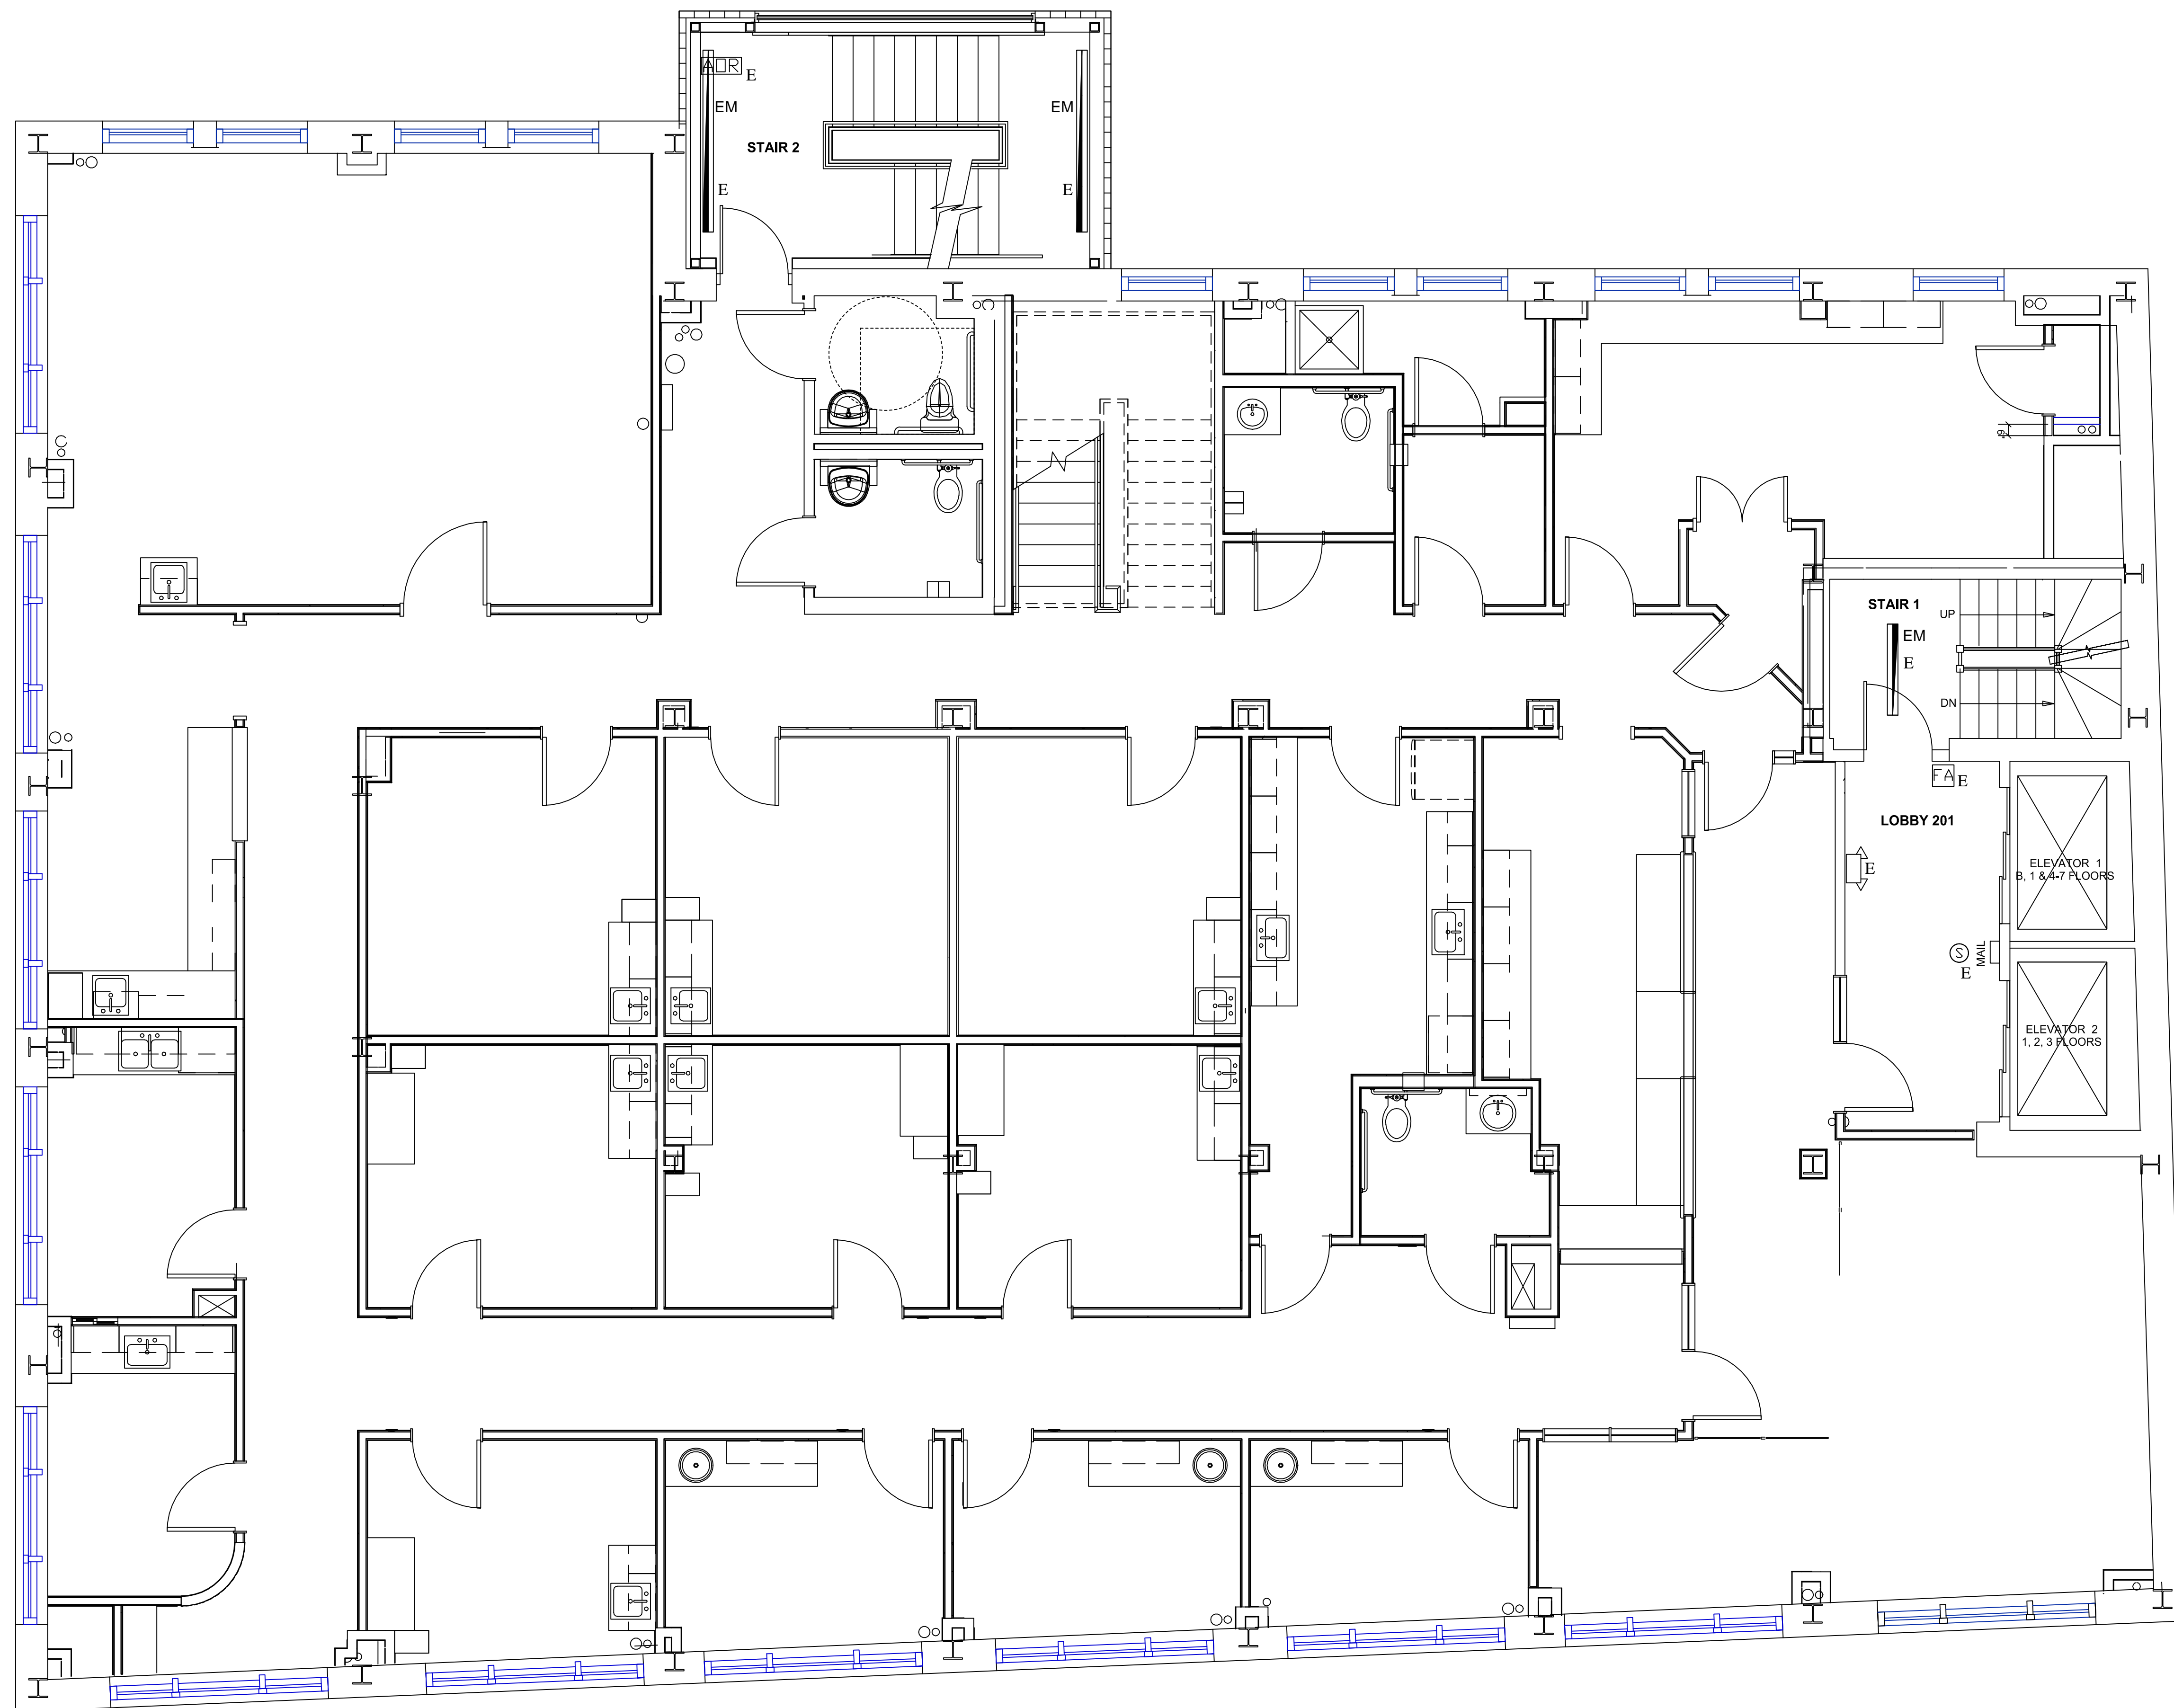 AOR E
EM
EM
STAIR 2
E
E
STAIR 1
UP
EM
E
DN
FA E
LOBBY 201
E
ELEVATOR 1
B, 1 & 4-7 FLOORS
S
MAIL
E
ELEVATOR 2
1, 2, 3 FLOORS